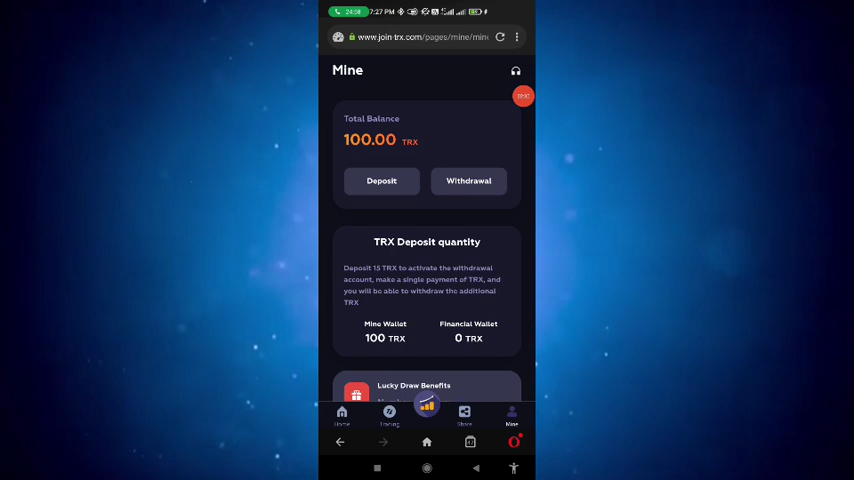 24:58 7:27 PM
www.join-trx.com/pages/mine/mine
Mine
Total Balance
100.00 TRX
Deposit Withdrawal
TRX Deposit quantity
Deposit 15 TRX to activate the withdrawal
account, make a single payment of TRX, and
you will be able to withdraw the additional
TRX
Mine Wallet Financial Wallet
100 TRX 0 TRX
Lucky Draw Benefits
Home Trading Share Mine